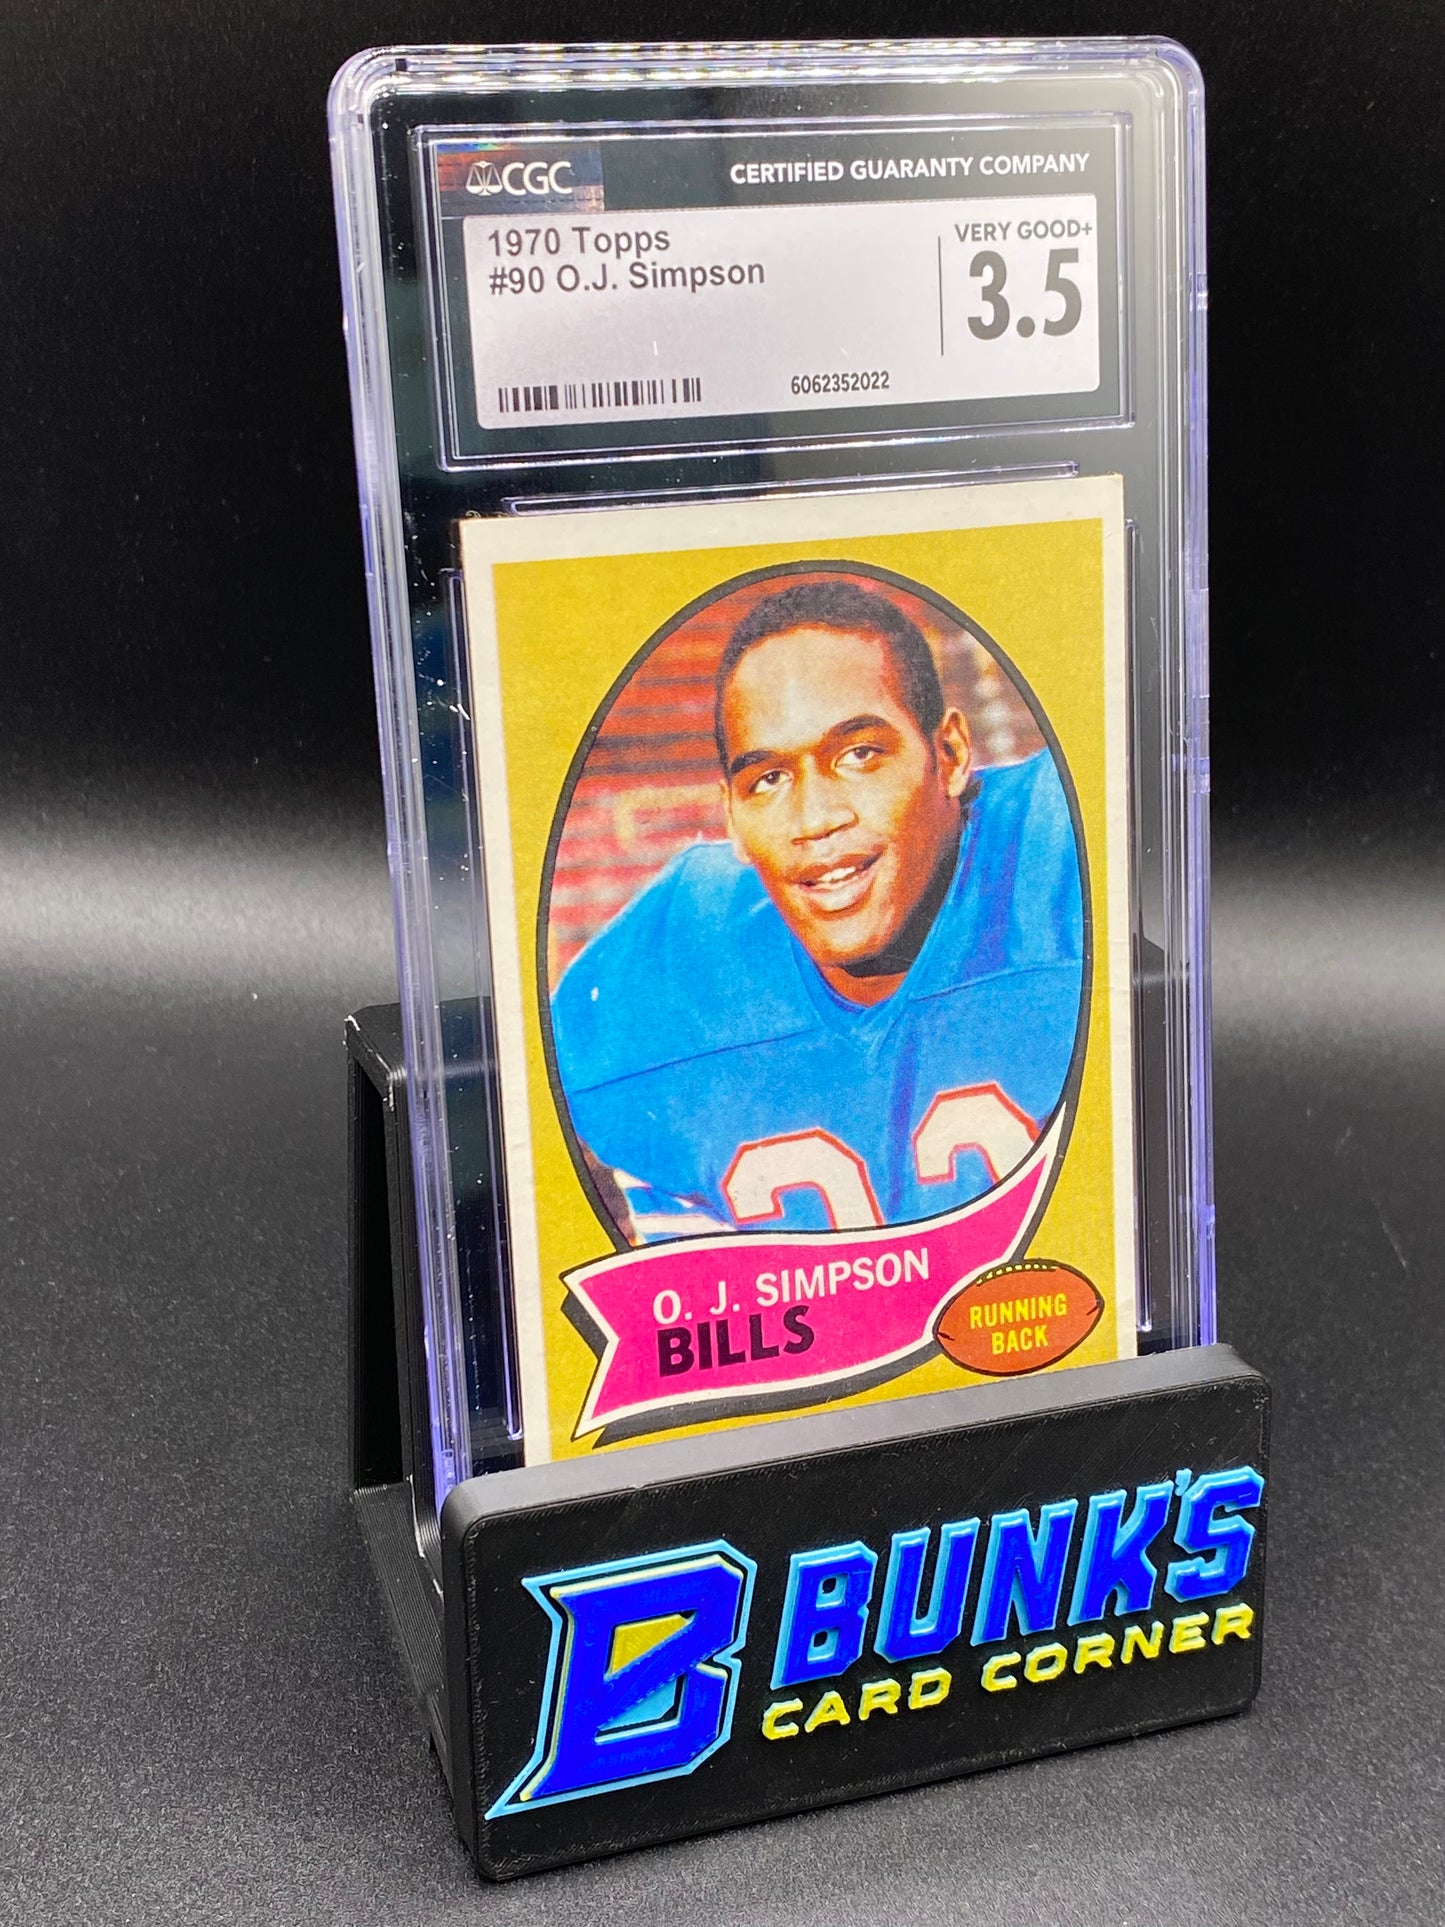 CGC
CERTIFIED GUARANTY COMPANY
1970 Topps
#90 O.J. Simpson
VERY GOOD+
3.5
6062352022
O. J. SIMPSON
BILLS
RUNNING
BACK
B
BUNK'S
CARD CORNER